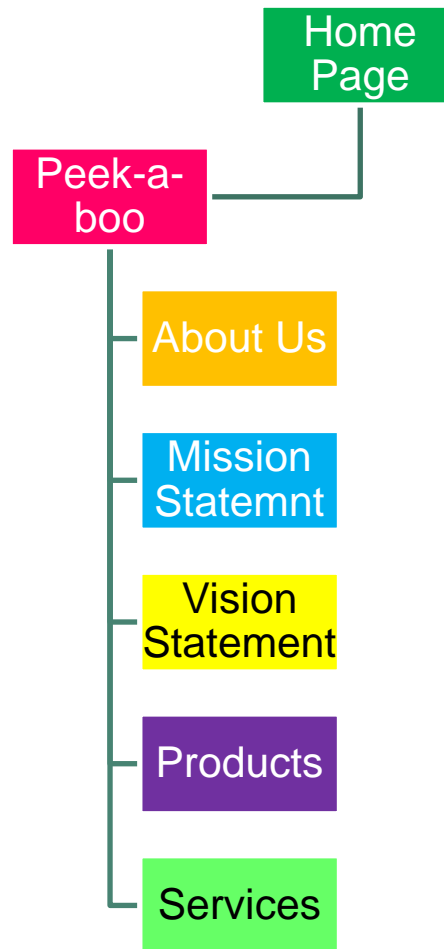 Home
Page
Peek-a-
boo
About Us
Mission
Statemnt
Vision
Statement
Products
Services